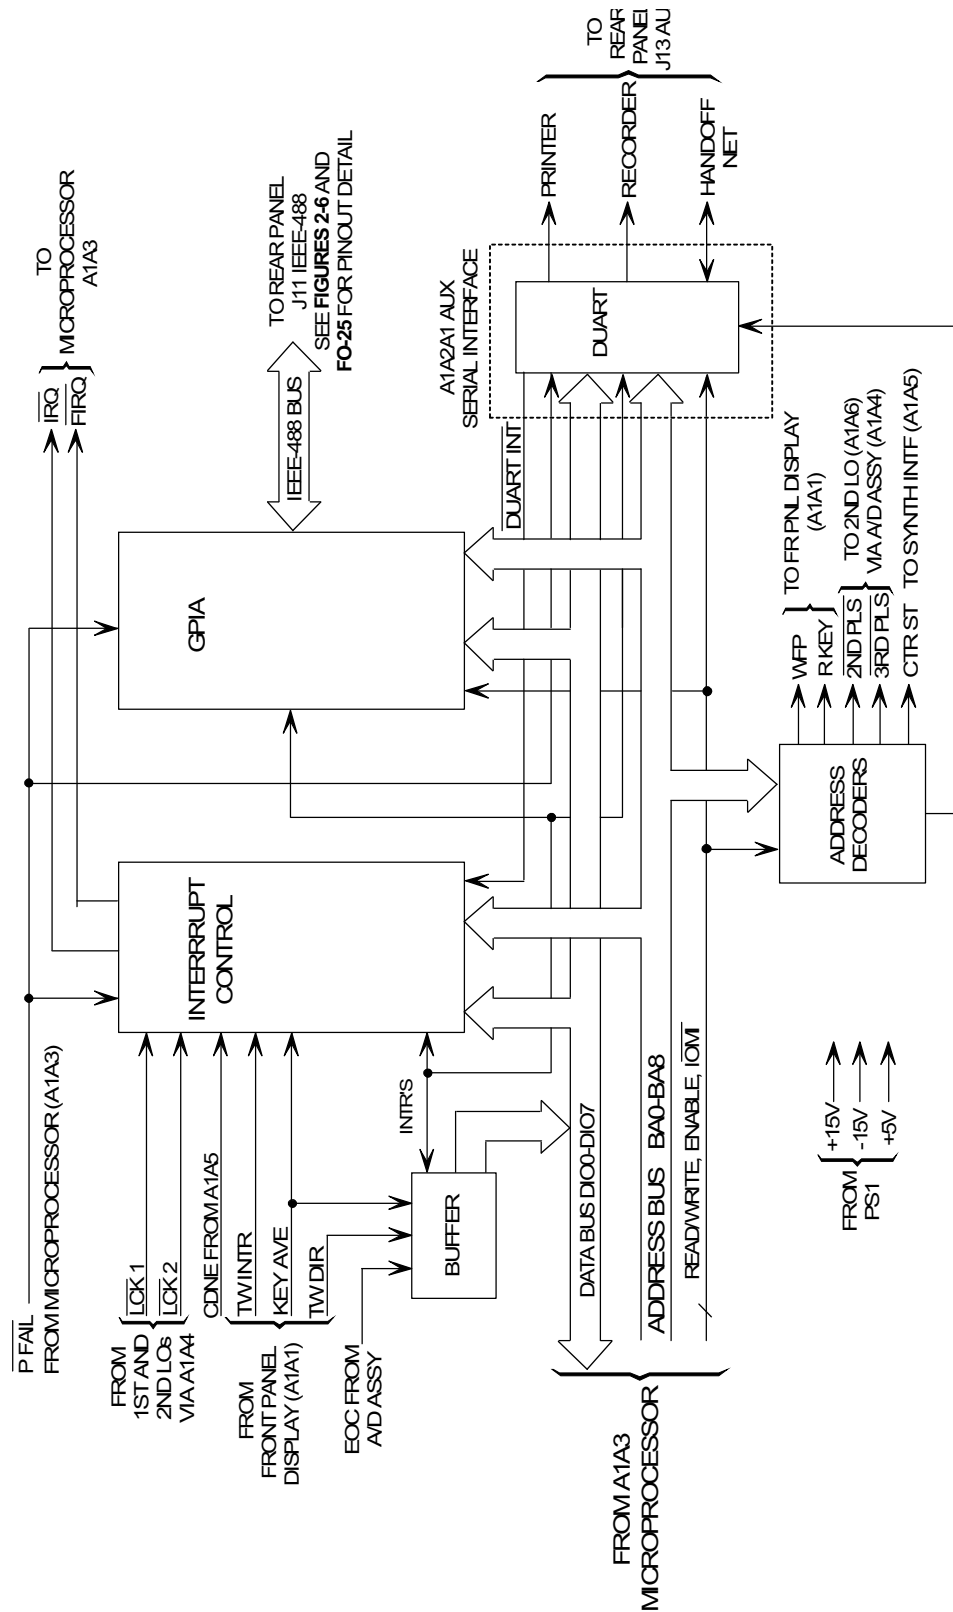 P FAIL
FROM MICROPROCESSOR (A1A3)
FROM
1ST AND
2ND LOs
VIA A1A4
LCK 1
LCK 2
CDNE FROM A1A5
FROM
FRONT PANEL
DISPLAY (A1A1)
TW INTR
KEY AVE
TW DIR
EOC FROM
A/D ASSY
INTERRRUPT
CONTROL
INTR'S
BUFFER
IRQ
FIRQ
TO
MICROPROCESSOR
A1A3
GPIA
IEEE-488 BUS
TO REAR PANEL
J11 IEEE-488
SEE FIGURES 2-6 AND
FO-25 FOR PINOUT DETAIL
A1A2A1 AUX
SERIAL INTERFACE
DUART INT
DUART
PRINTER
RECORDER
HANDOFF
NET
TO
REAR
PANEL
J13 AU
FROM A1A3
MICROPROCESSOR
DATA BUS DIO0-DIO7
ADDRESS BUS BA0-BA8
READ/WRITE, ENABLE, IOMI
ADDRESS
DECODERS
WFP
R KEY
2ND PLS
3RD PLS
CTR ST
TO FR PNL DISPLAY
(A1A1)
TO 2ND LO (A1A6)
VIA A/D ASSY (A1A4)
TO SYNTH INTF (A1A5)
FROM
PS1
+15V
-15V
+5V